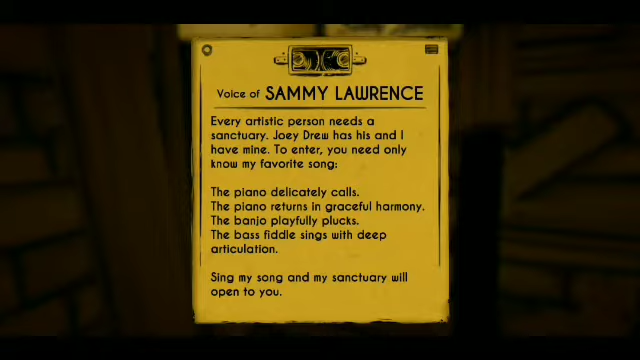 Voice of SAMMY LAWRENCE
Every artistic person needs a
sanctuary. Joey Drew has his and I
have mine. To enter, you need only
know my favorite song:
The piano delicately calls.
The piano returns in graceful harmony.
The banjo playfully plucks.
The bass fiddle sings with deep
articulation.
Sing my song and my sanctuary will
open to you.